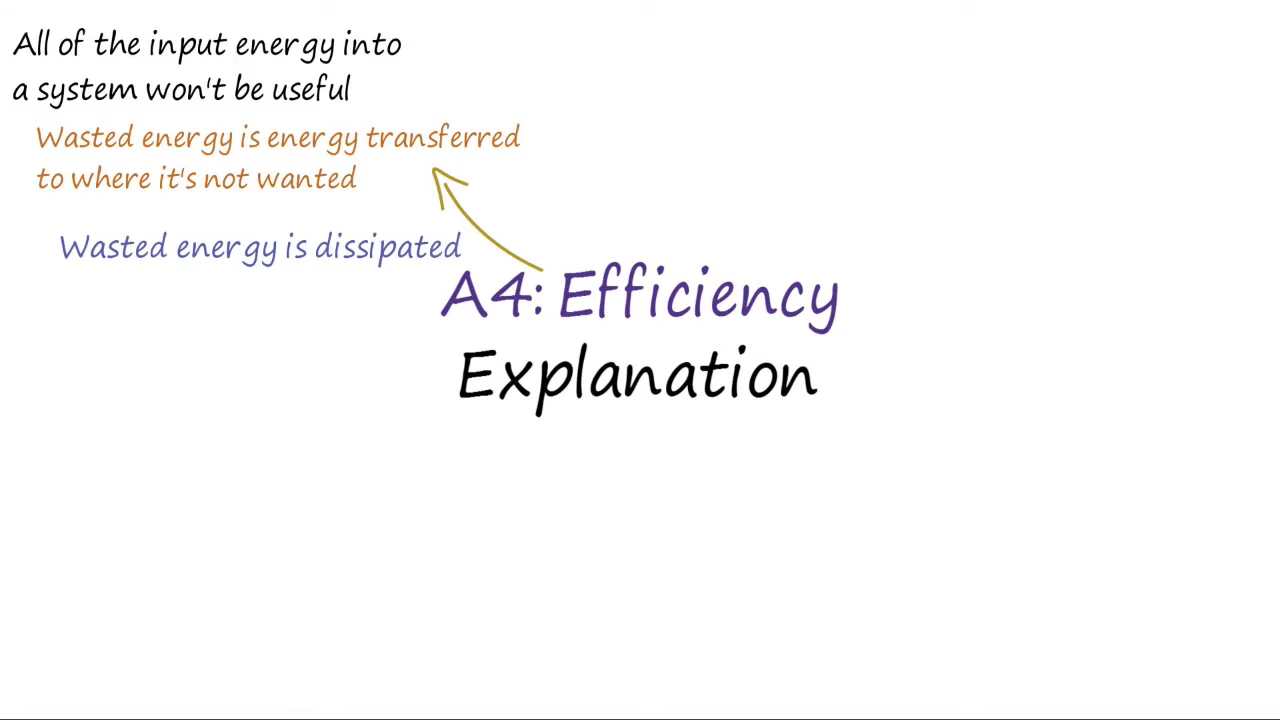 All of the input energy into
a system won't be useful
Wasted energy is energy transferred
to where it's not wanted
Wasted energy is dissipated
A4: Efficiency
Explanation